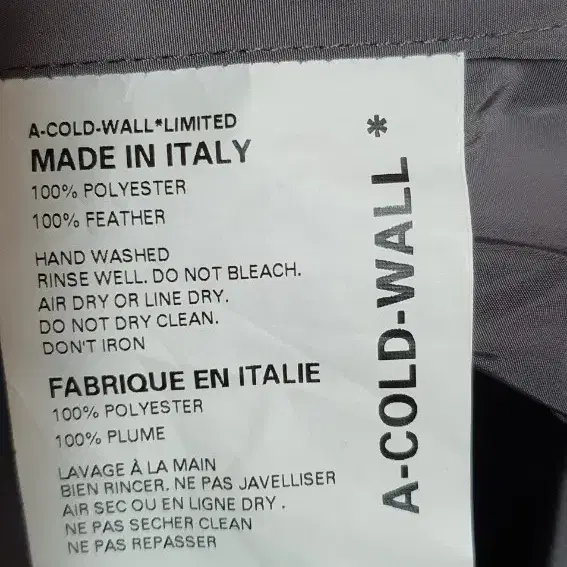 A-COLD-WALL*LIMITED
MADE IN ITALY
100% POLYESTER
100% FEATHER
HAND WASHED
RINSE WELL. DO NOT BLEACH.
AIR DRY OR LINE DRY.
DO NOT DRY CLEAN.
DON'T IRON
FABRIQUE EN ITALIE
100% POLYESTER
100% PLUME
LAVAGE À LA MAIN
BIEN RINCER. NE PAS JAVELLISER
AIR SEC OU EN LIGNE DRY .
NE PAS SECHER CLEAN
NE PAS REPASSER
A-COLD-WALL *